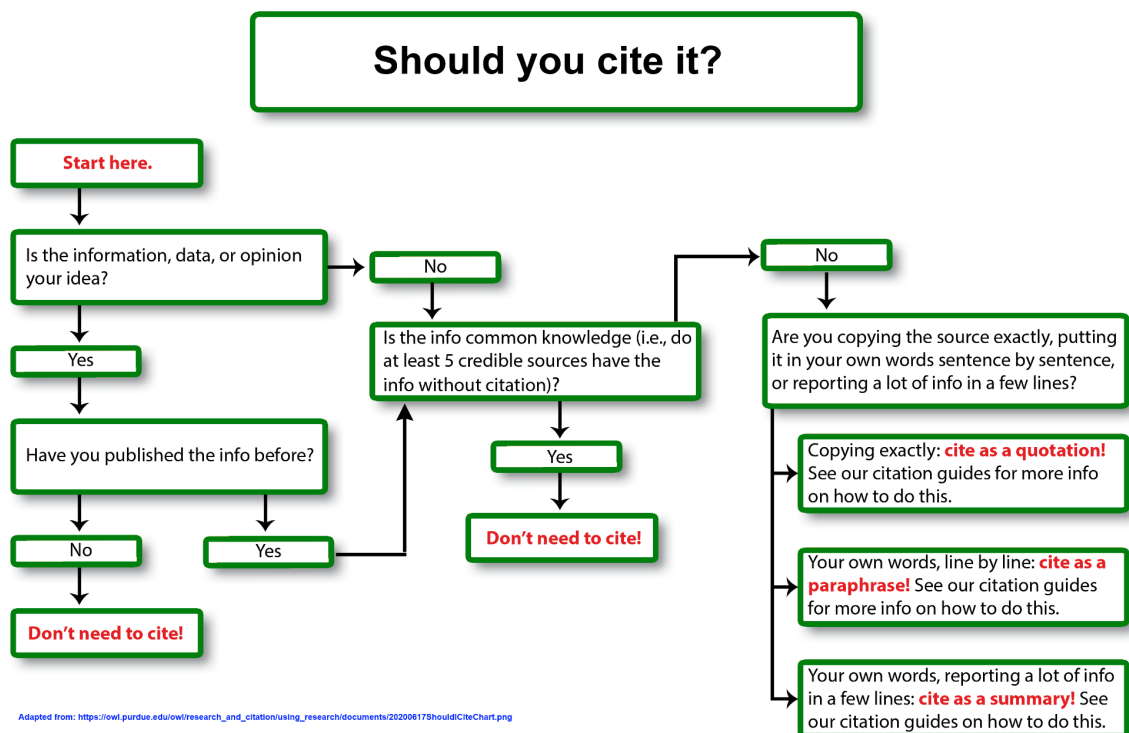 Should you cite it?
Start here.
Is the information, data, or opinion
your idea?
Yes
Have you published the info before?
No
Don't need to cite!
Yes
No
Is the info common knowledge (i.e., do
at least 5 credible sources have the
info without citation)?
Yes
Don't need to cite!
No
Are you copying the source exactly, putting
it in your own words sentence by sentence,
or reporting a lot of info in a few lines?
Copying exactly: cite as a quotation!
See our citation guides for more info
on how to do this.
Your own words, line by line: cite as a
paraphrase! See our citation guides
for more info on how to do this.
Your own words, reporting a lot of info
in a few lines: cite as a summary! See
our citation guides on how to do this.
Adapted from: https://owl.purdue.edu/owl/research_and_citation/using_research/documents/20200617ShouldICiteChart.png